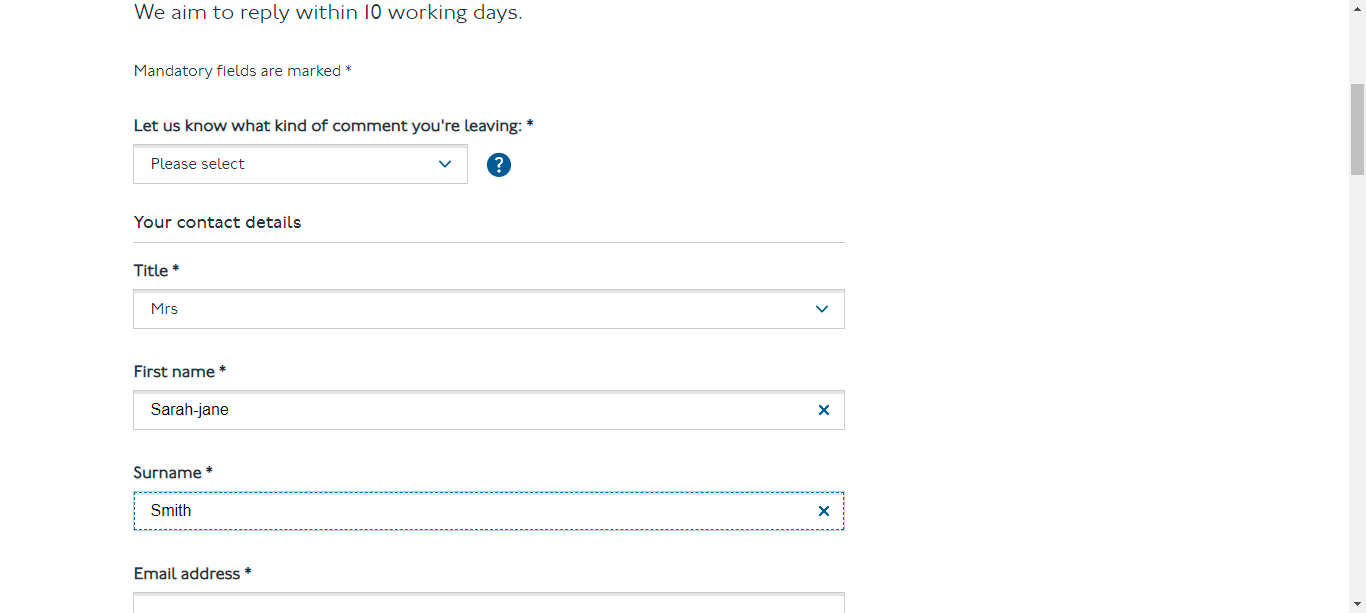 We aim to reply within 10 working days.
Mandatory fields are marked *
Let us know what kind of comment you're leaving: *
Please select
?
Your contact details
Title *
Mrs
First name *
Sarah-jane
Surname *
Smith
Email address *